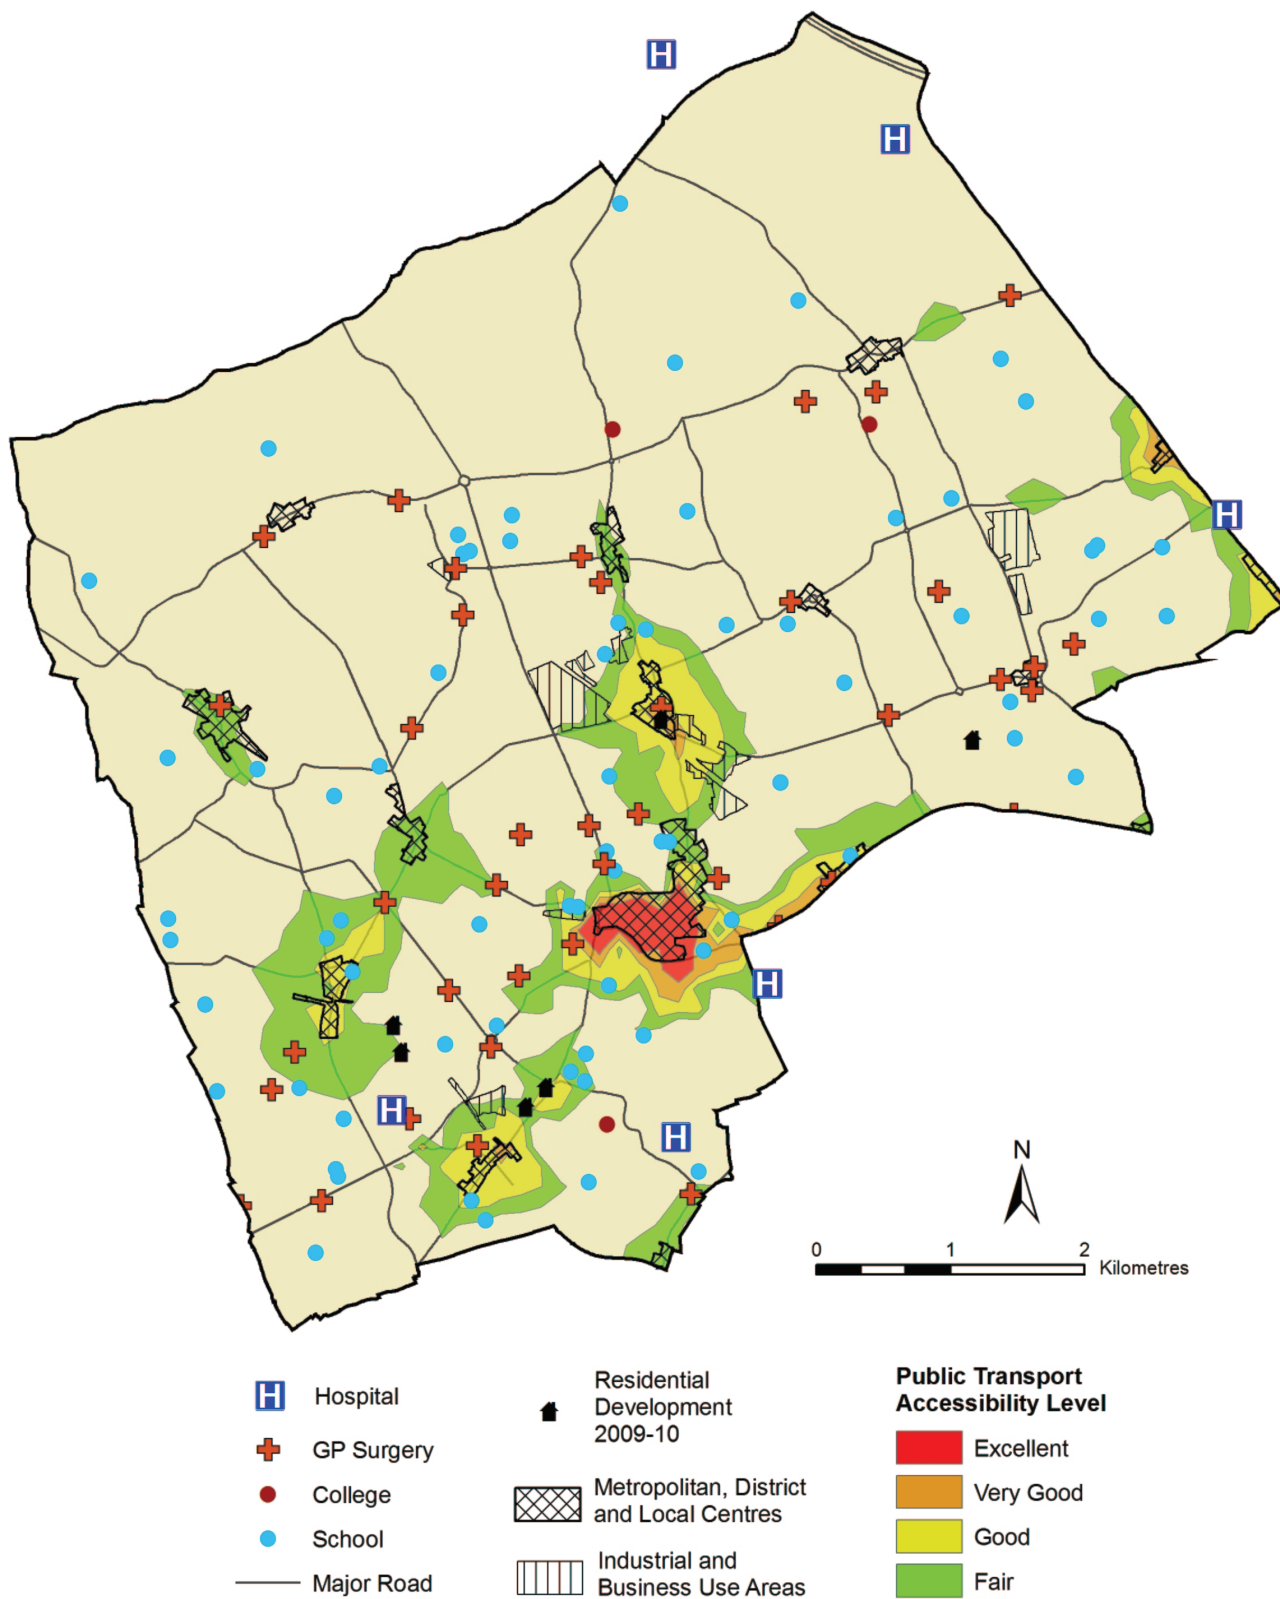 H
H
H
H
H
H
N
0 1 2
Kilometres
H Hospital
GP Surgery
College
School
Major Road
Residential
Development
2009-10
Metropolitan, District
and Local Centres
Industrial and
Business Use Areas
Public Transport
Accessibility Level
Excellent
Very Good
Good
Fair